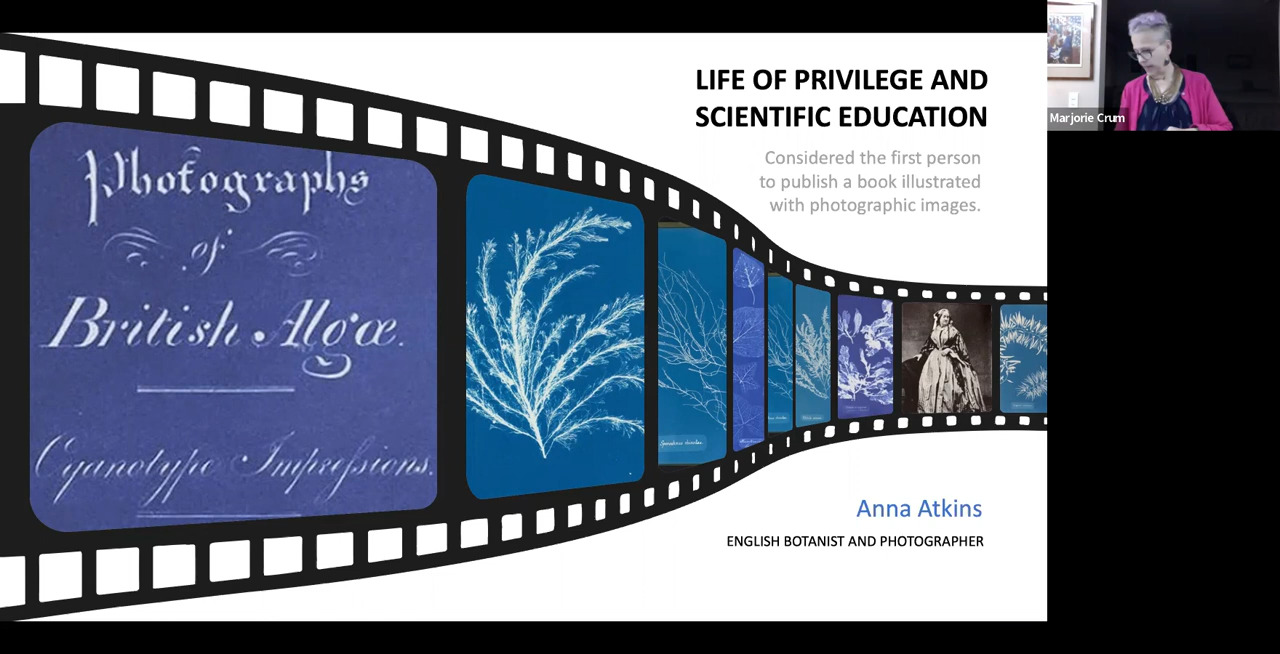 LIFE OF PRIVILEGE AND
SCIENTIFIC EDUCATION
Considered the first person
to publish a book illustrated
with photographic images.
Marjorie Crum
Photographs
of
British Algæ.
Cyanotype Impreſsions.
Anna Atkins
ENGLISH BOTANIST AND PHOTOGRAPHER